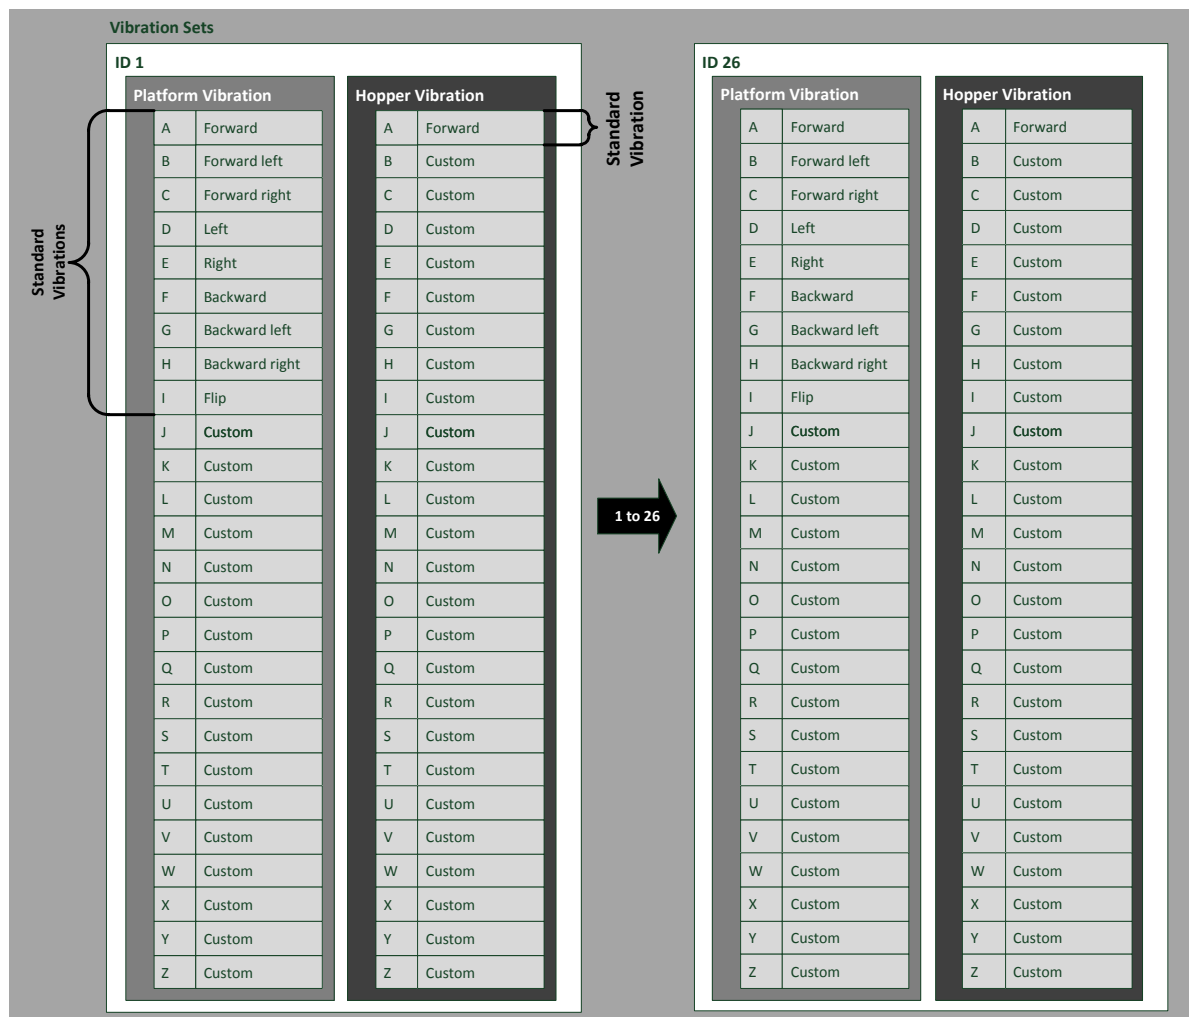 Vibration Sets
ID 1
Platform Vibration
A Forward
B Forward left
C Forward right
D Left
E Right
F Backward
G Backward left
H Backward right
I Flip
J Custom
K Custom
L Custom
M Custom
N Custom
O Custom
P Custom
Q Custom
R Custom
S Custom
T Custom
U Custom
V Custom
W Custom
X Custom
Y Custom
Z Custom
Standard
Vibrations
Hopper Vibration
A Forward
B Custom
C Custom
D Custom
E Custom
F Custom
G Custom
H Custom
I Custom
J Custom
K Custom
L Custom
M Custom
N Custom
O Custom
P Custom
Q Custom
R Custom
S Custom
T Custom
U Custom
V Custom
W Custom
X Custom
Y Custom
Z Custom
Standard
Vibration
1 to 26
ID 26
Platform Vibration
A Forward
B Forward left
C Forward right
D Left
E Right
F Backward
G Backward left
H Backward right
I Flip
J Custom
K Custom
L Custom
M Custom
N Custom
O Custom
P Custom
Q Custom
R Custom
S Custom
T Custom
U Custom
V Custom
W Custom
X Custom
Y Custom
Z Custom
Hopper Vibration
A Forward
B Custom
C Custom
D Custom
E Custom
F Custom
G Custom
H Custom
I Custom
J Custom
K Custom
L Custom
M Custom
N Custom
O Custom
P Custom
Q Custom
R Custom
S Custom
T Custom
U Custom
V Custom
W Custom
X Custom
Y Custom
Z Custom